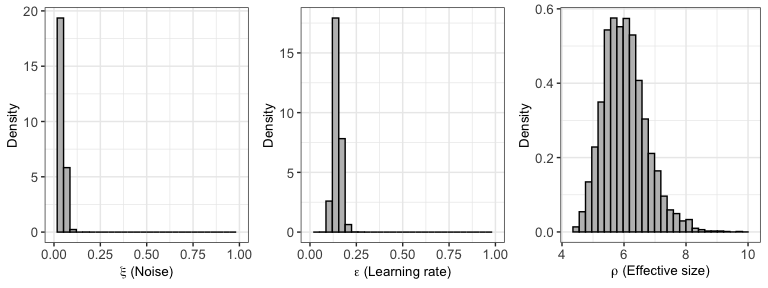 Density
20
15
10
5
0
0.00 0.25 0.50 0.75 1.00
ξ (Noise)
Density
15
10
5
0
0.00 0.25 0.50 0.75 1.00
ε (Learning rate)
Density
0.6
0.4
0.2
0.0
4 6 8 10
ρ (Effective size)